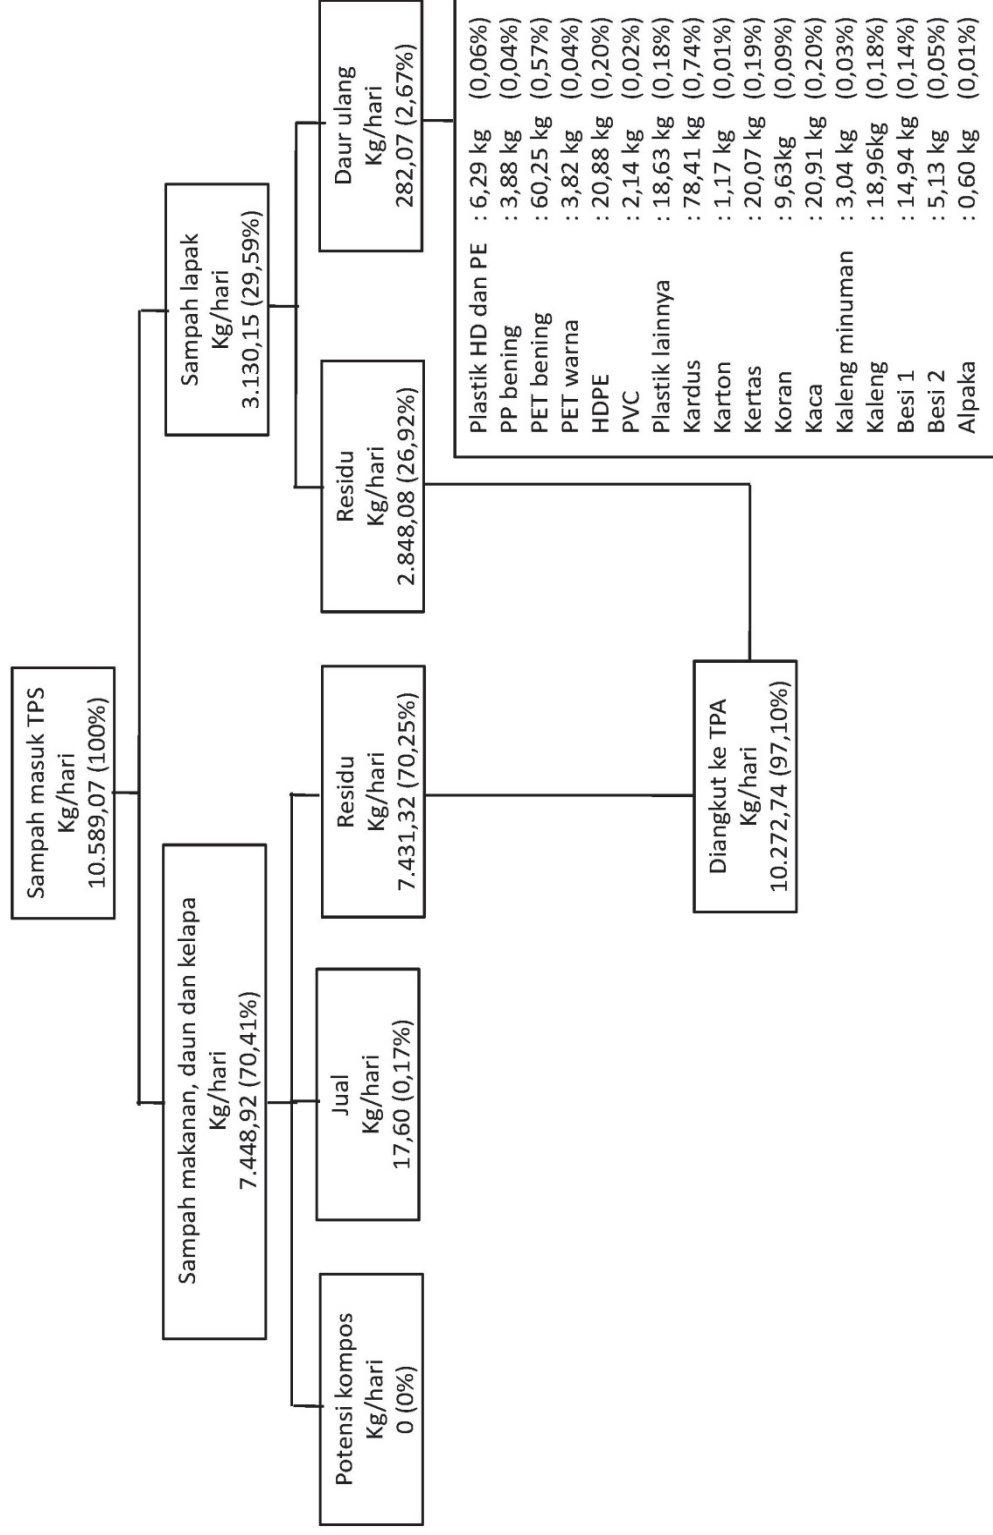 Sampah masuk TPS
Kg/hari
10.589,07 (100%)
Sampah makanan, daun dan kelapa
Kg/hari
7.448,92 (70,41%)
Sampah lapak
Kg/hari
3.130,15 (29,59%)
Potensi kompos
Kg/hari
0 (0%)
Jual
Kg/hari
17,60 (0,17%)
Residu
Kg/hari
7.431,32 (70,25%)
Residu
Kg/hari
2.848,08 (26,92%)
Daur ulang
Kg/hari
282,07 (2,67%)
Diangkut ke TPA
Kg/hari
10.272,74 (97,10%)
Plastik HD dan PE : 6,29 kg (0,06%)
PP bening : 3,88 kg (0,04%)
PET bening : 60,25 kg (0,57%)
PET warna : 3,82 kg (0,04%)
HDPE : 20,88 kg (0,20%)
PVC : 2,14 kg (0,02%)
Plastik lainnya : 18,63 kg (0,18%)
Kardus : 78,41 kg (0,74%)
Karton : 1,17 kg (0,01%)
Kertas : 20,07 kg (0,19%)
Koran : 9,63kg (0,09%)
Kaca : 20,91 kg (0,20%)
Kaleng minuman : 3,04 kg (0,03%)
Kaleng : 18,96kg (0,18%)
Besi 1 : 14,94 kg (0,14%)
Besi 2 : 5,13 kg (0,05%)
Alpaka : 0,60 kg (0,01%)